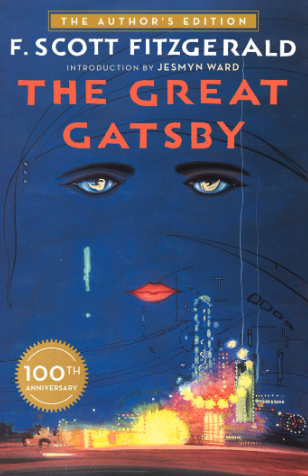 THE AUTHOR'S EDITION
F. SCOTT FITZGERALD
INTRODUCTION BY JESMYN WARD
THE GREAT
GATSBY
100TH
ANNIVERSARY